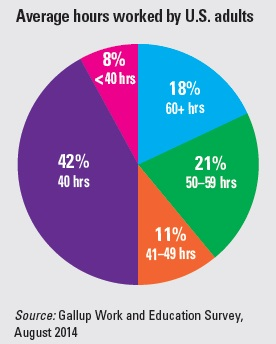 Average hours worked by U.S. adults
8%
< 40 hrs
18%
60+ hrs
42%
40 hrs
21%
50–59 hrs
11%
41–49 hrs
Source: Gallup Work and Education Survey,
August 2014